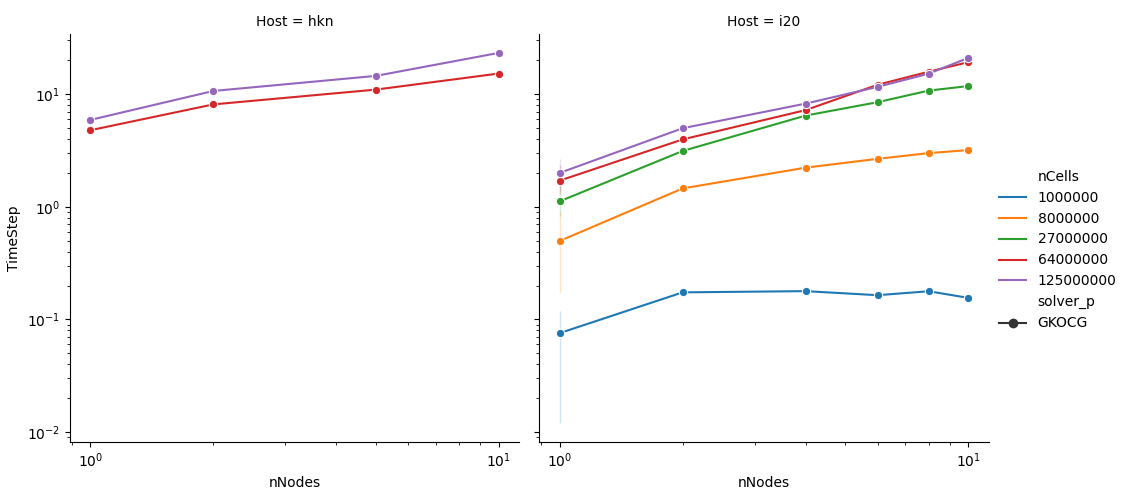 Host = hkn
Host = i20
TimeStep
10¹
10⁰
10⁻¹
10⁻²
10⁰
10¹
10⁰
10¹
nNodes
nNodes
nCells
1000000
8000000
27000000
64000000
125000000
solver_p
GKOCG